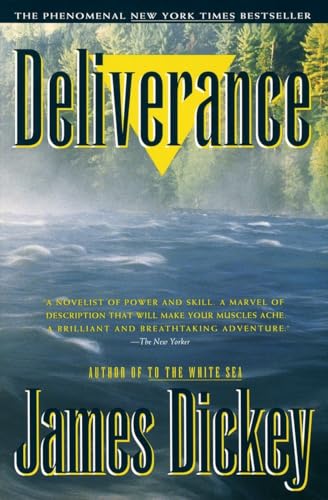 THE PHENOMENAL NEW YORK TIMES BESTSELLER
Deliverance
"A NOVELIST OF POWER AND SKILL. A MARVEL OF
DESCRIPTION THAT WILL MAKE YOUR MUSCLES ACHE.
A BRILLIANT AND BREATHTAKING ADVENTURE."
—The New Yorker
AUTHOR OF TO THE WHITE SEA
James Dickey